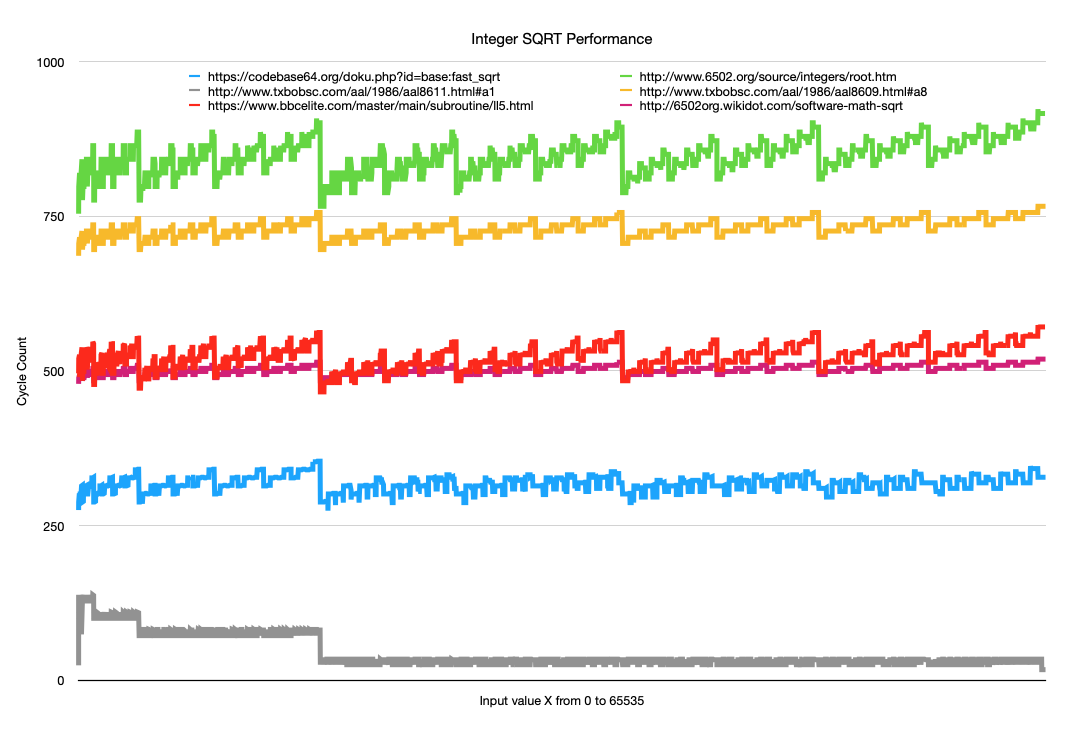 Integer SQRT Performance
1000
https://codebase64.org/doku.php?id=base:fast_sqrt
http://www.6502.org/source/integers/root.htm
http://www.txbobsc.com/aal/1986/aal8611.html#a1
http://www.txbobsc.com/aal/1986/aal8609.html#a8
https://www.bbcelite.com/master/main/subroutine/ll5.html
http://6502org.wikidot.com/software-math-sqrt
750
Cycle Count
500
250
0
Input value X from 0 to 65535